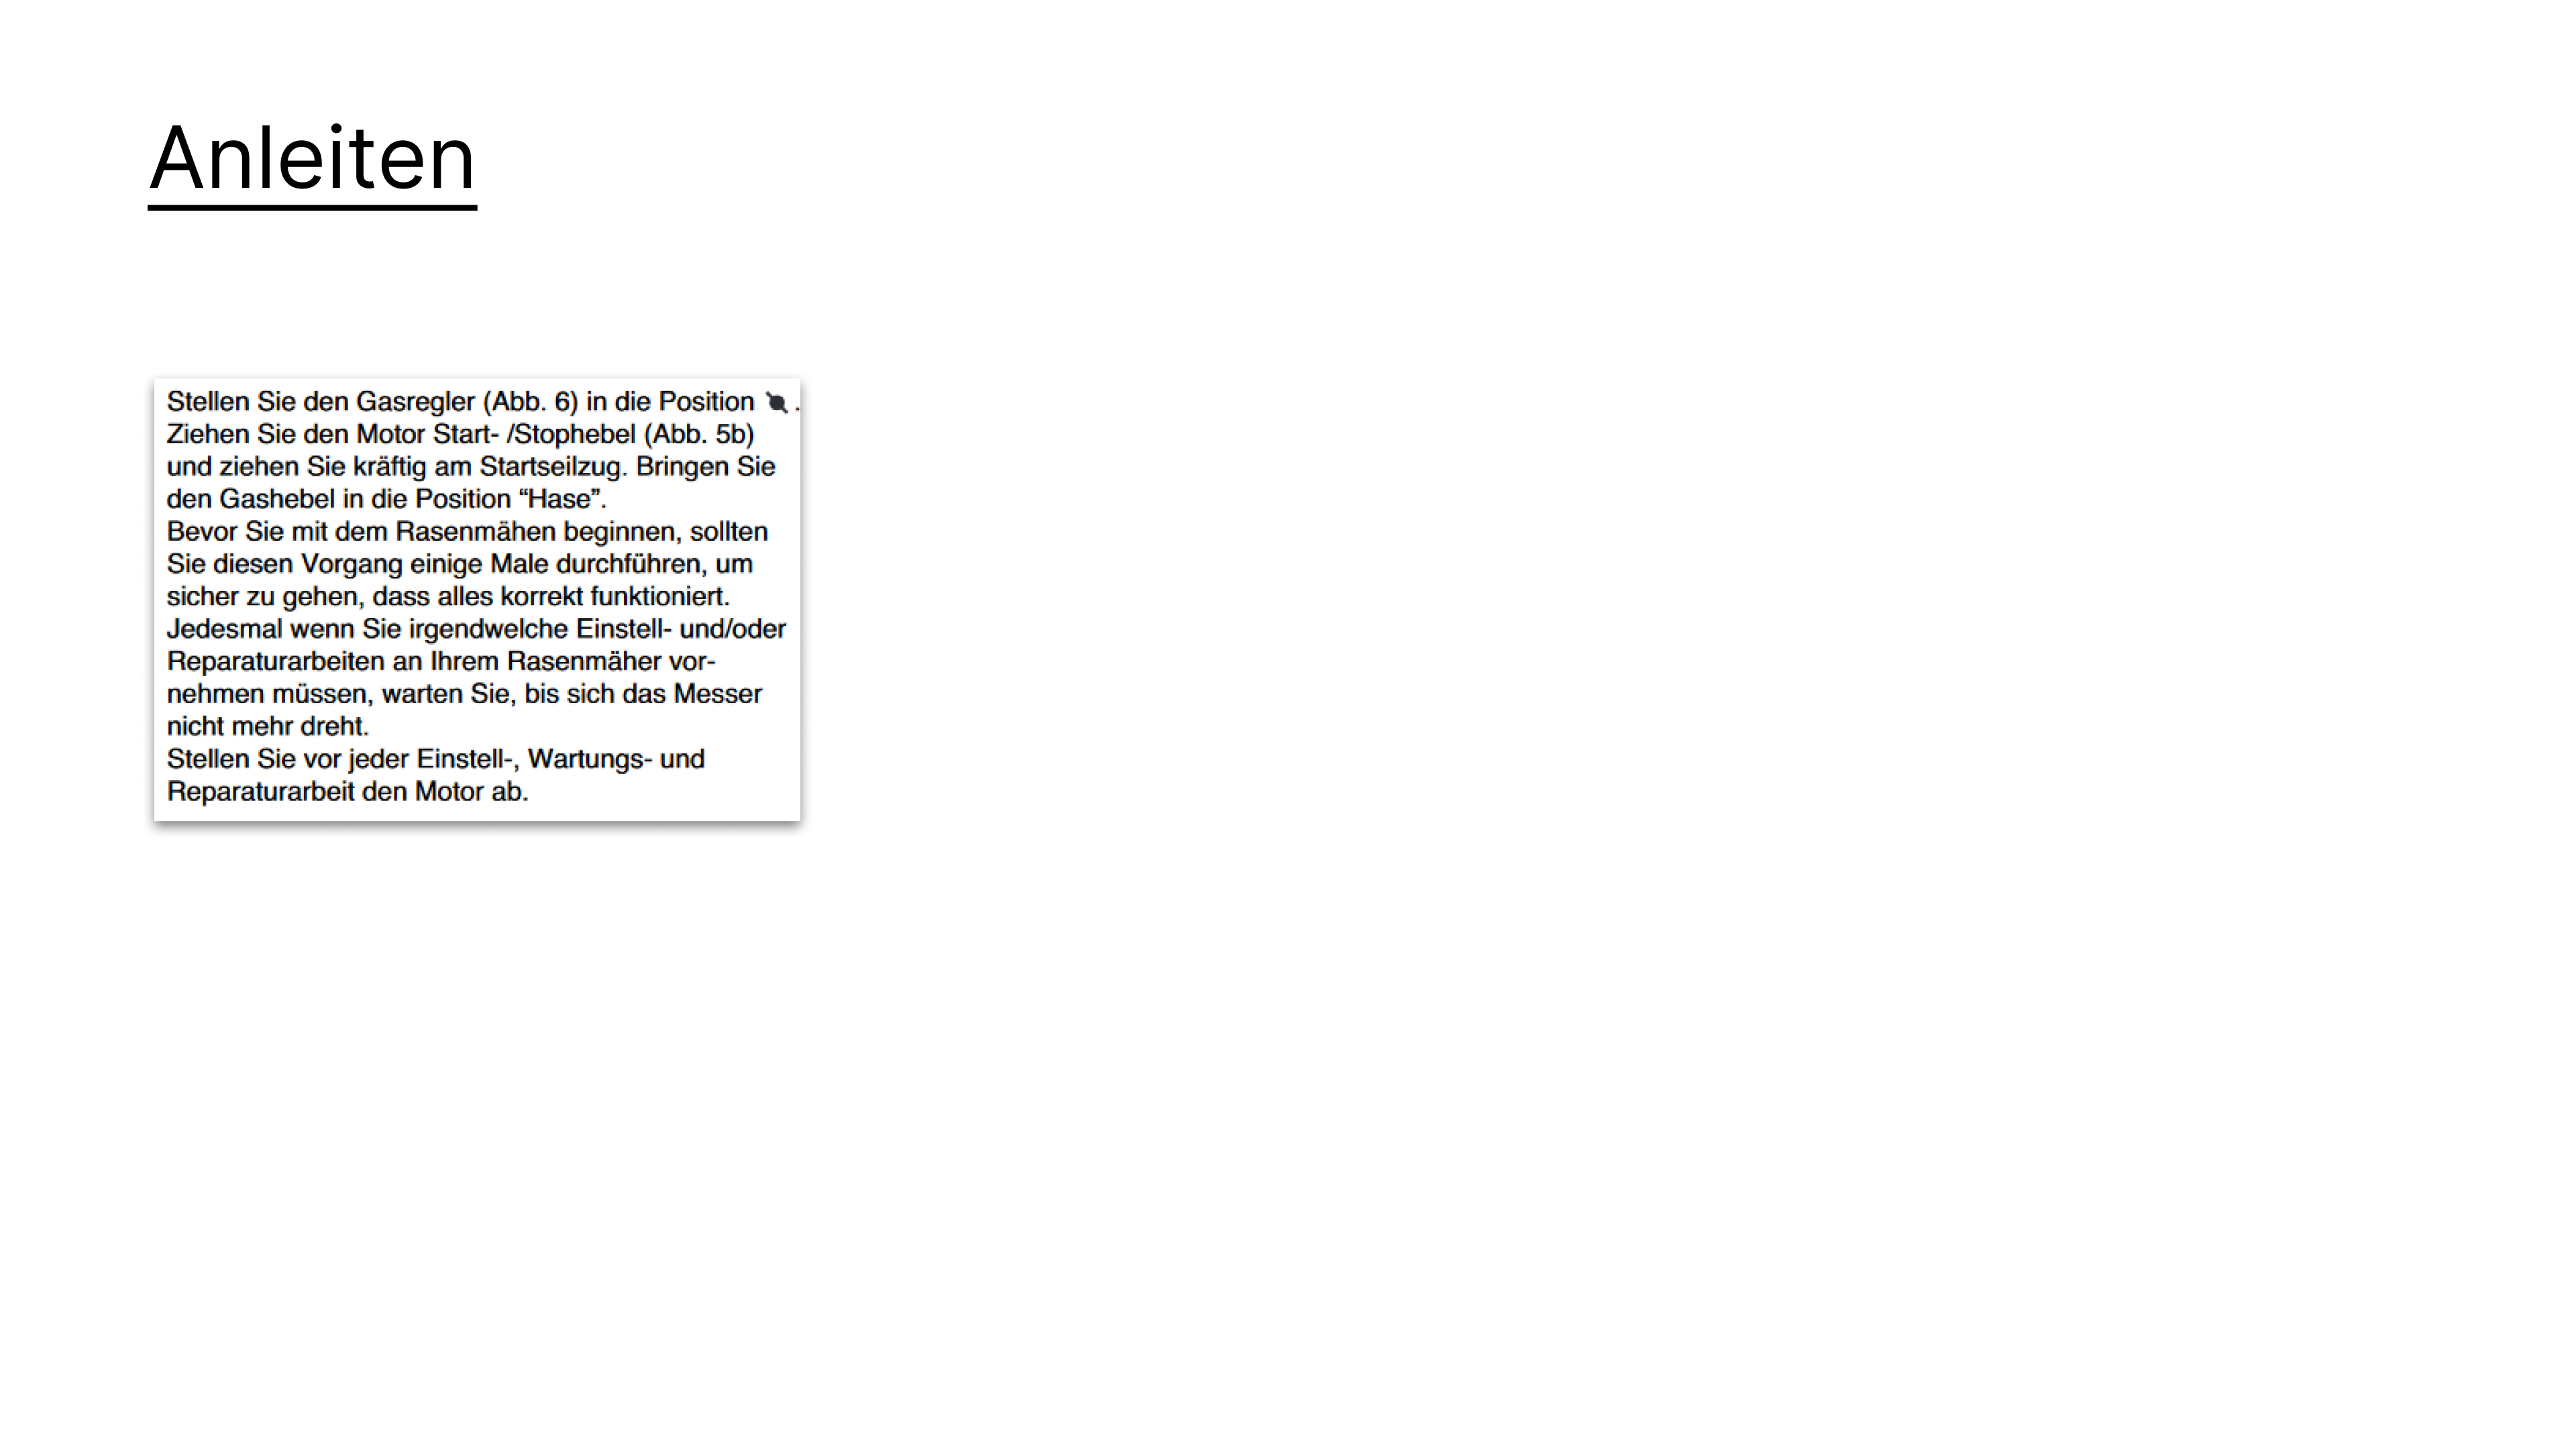 Anleiten
Stellen Sie den Gasregler (Abb. 6) in die Position .
Ziehen Sie den Motor Start- /Stophebel (Abb. 5b)
und ziehen Sie kräftig am Startseilzug. Bringen Sie
den Gashebel in die Position “Hase”.
Bevor Sie mit dem Rasenmähen beginnen, sollten
Sie diesen Vorgang einige Male durchführen, um
sicher zu gehen, dass alles korrekt funktioniert.
Jedesmal wenn Sie irgendwelche Einstell- und/oder
Reparaturarbeiten an Ihrem Rasenmäher vor-
nehmen müssen, warten Sie, bis sich das Messer
nicht mehr dreht.
Stellen Sie vor jeder Einstell-, Wartungs- und
Reparaturarbeit den Motor ab.